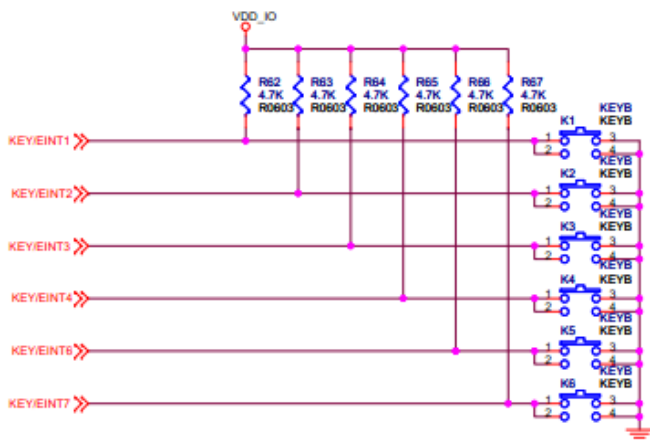 VDD_IO
R62 R63 R64 R65 R66 R67
4.7K 4.7K 4.7K 4.7K 4.7K 4.7K
R0603 R0603 R0603 R0603 R0603 R0603
KEYB
K1 KEYB
KEY/EINT1 1 3
2 4
KEYB
K2 KEYB
KEY/EINT2 1 3
2 4
KEYB
K3 KEYB
KEY/EINT3 1 3
2 4
KEYB
K4 KEYB
KEY/EINT4 1 3
2 4
KEYB
K5 KEYB
KEY/EINT6 1 3
2 4
KEYB
K6 KEYB
KEY/EINT7 1 3
2 4